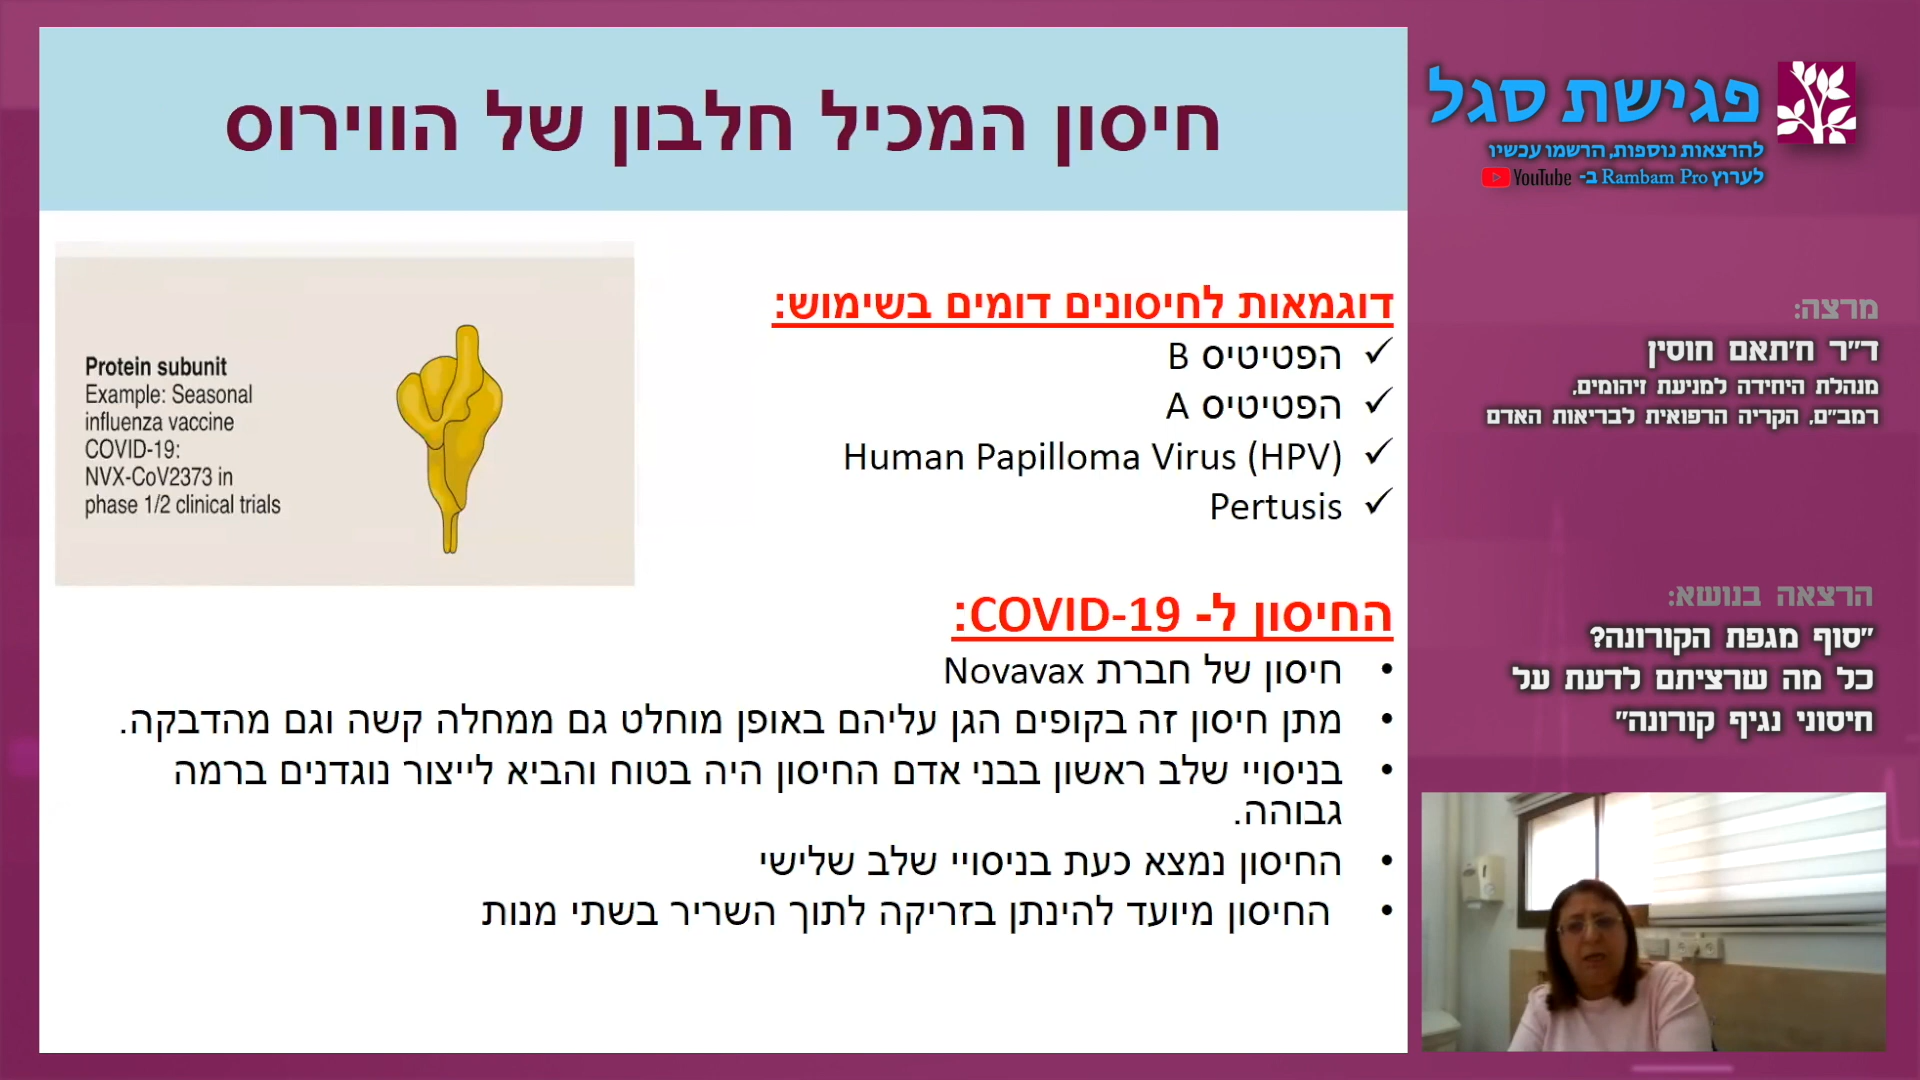 חיסון המכיל חלבון של הווירוס
דוגמאות לחיסונים דומים בשימוש:
✓ הפטיטיס B
✓ הפטיטיס A
✓ Human Papilloma Virus (HPV)
✓ Pertusis
Protein subunit
Example: Seasonal
influenza vaccine
COVID-19:
NVX-CoV2373 in
phase 1/2 clinical trials
החיסון ל- COVID-19:
• חיסון של חברת Novavax
• מתן חיסון זה בקופים הגן עליהם באופן מוחלט גם ממחלה קשה וגם מהדבקה.
• בניסויי שלב ראשון בבני אדם החיסון היה בטוח והביא לייצור נוגדנים ברמה
גבוהה.
• החיסון נמצא כעת בניסויי שלב שלישי
• החיסון מיועד להינתן בזריקה לתוך השריר בשתי מנות
פגישת סגל
להרצאות נוספות, הרשמו עכשיו
לערוץ Rambam Pro ב- YouTube
מרצה:
ד"ר ח'תאם חוסין
מנהלת היחידה למניעת זיהומים,
רמב"ם, הקריה הרפואית לבריאות האדם
הרצאה בנושא:
"סוף מגפת הקורונה?
כל מה שרציתם לדעת על
חיסוני נגיף קורונה"